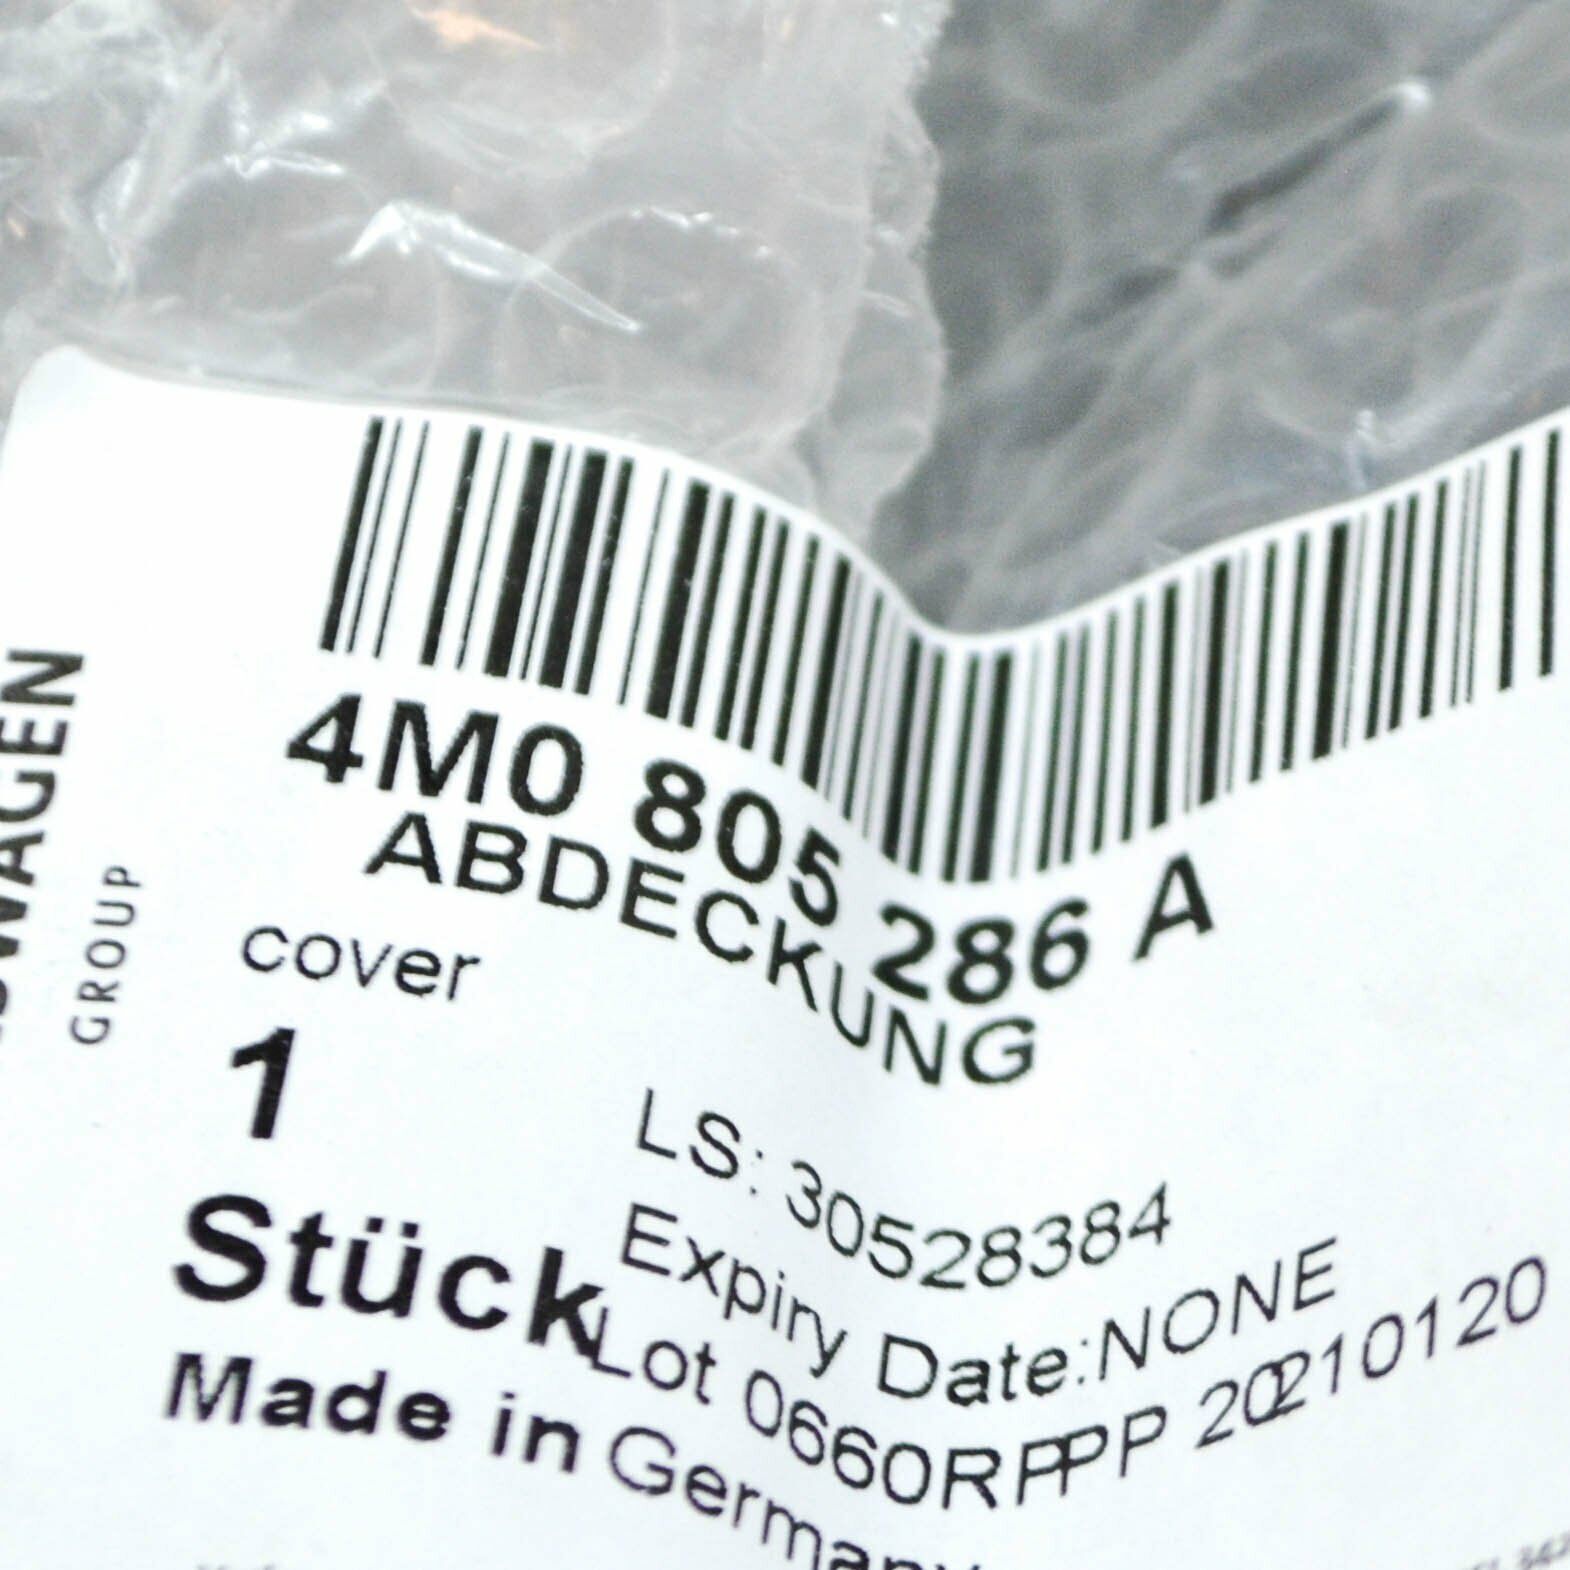 4M0 805 286 A
ABDECKUNG
cover
1
Stück
LS: 30528384
Expiry Date:NONE
Lot 0660RPPP 20210120
Made in Germany
GROUP